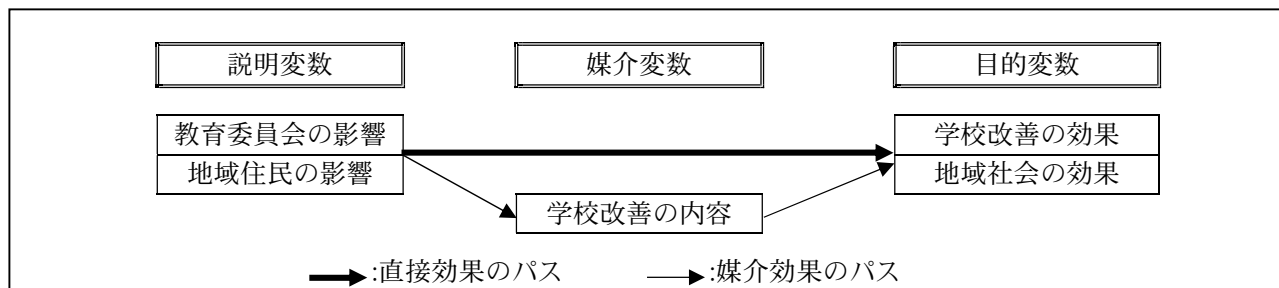 説明変数 媒介変数 目的変数
教育委員会の影響 学校改善の効果
地域住民の影響 地域社会の効果
学校改善の内容
:直接効果のパス :媒介効果のパス